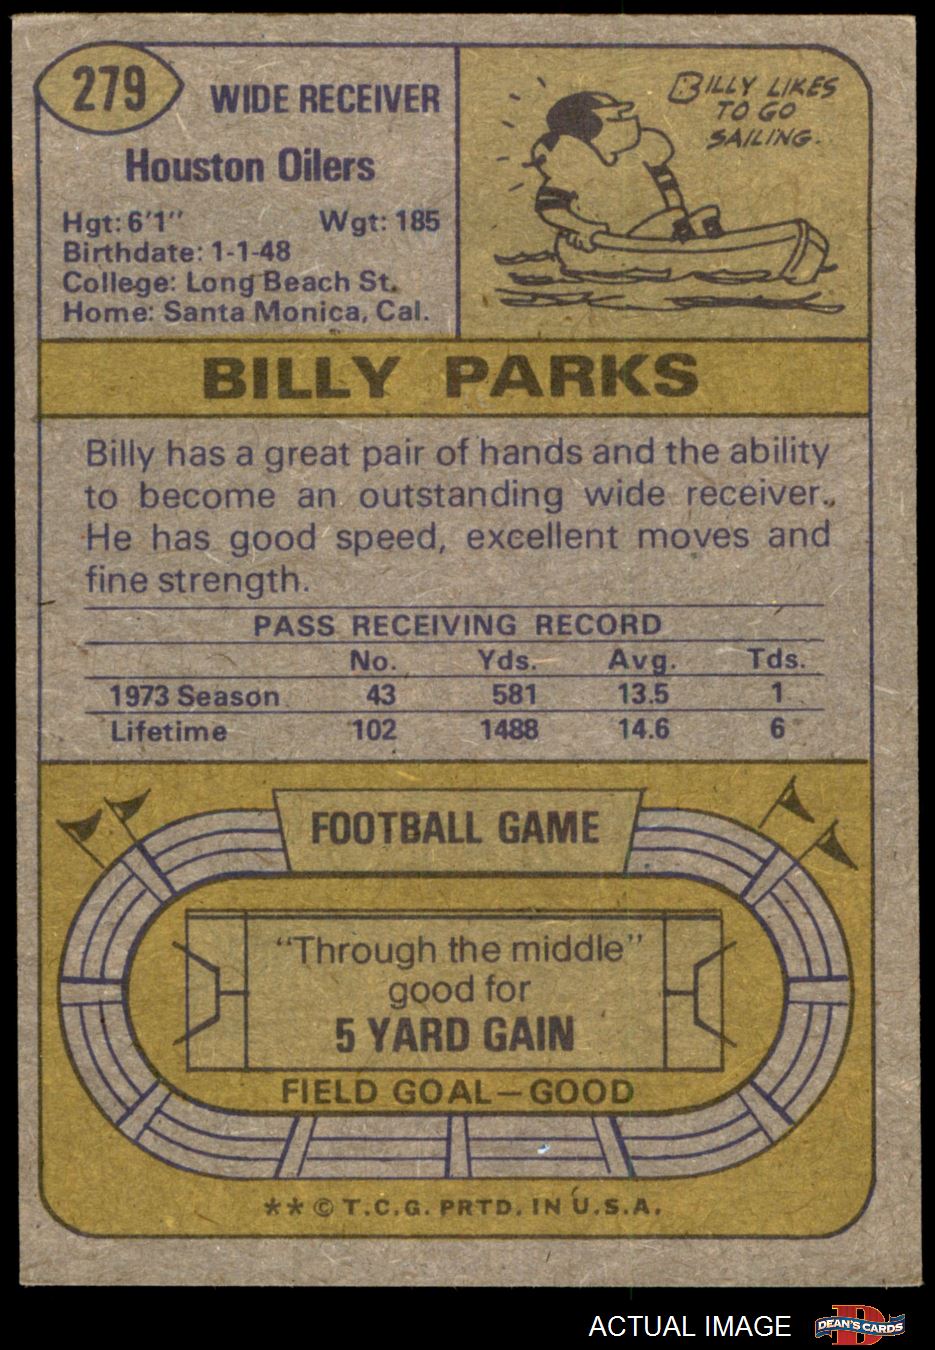 279
WIDE RECEIVER
Houston Oilers
Hgt: 6'1" Wgt: 185
Birthdate: 1-1-48
College: Long Beach St.
Home: Santa Monica, Cal.
BILLY LIKES
TO GO
SAILING.
BILLY PARKS
Billy has a great pair of hands and the ability
to become an outstanding wide receiver.
He has good speed, excellent moves and
fine strength.
PASS RECEIVING RECORD
No. Yds. Avg. Tds.
1973 Season 43 581 13.5 1
Lifetime 102 1488 14.6 6
FOOTBALL GAME
"Through the middle"
good for
5 YARD GAIN
FIELD GOAL—GOOD
**© T.C.G. PRTD. IN U.S.A.
ACTUAL IMAGE
DEAN'S CARDS